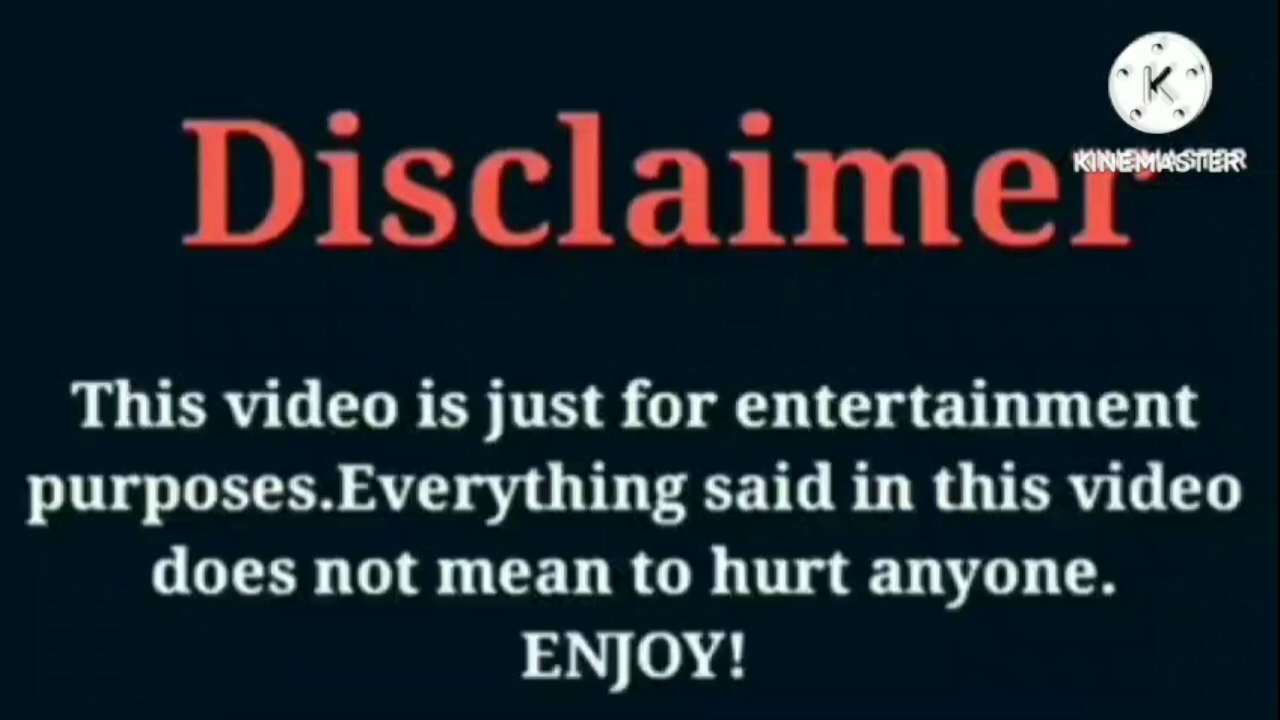 K
KINEMASTER
Disclaimer
This video is just for entertainment
purposes.Everything said in this video
does not mean to hurt anyone.
ENJOY!